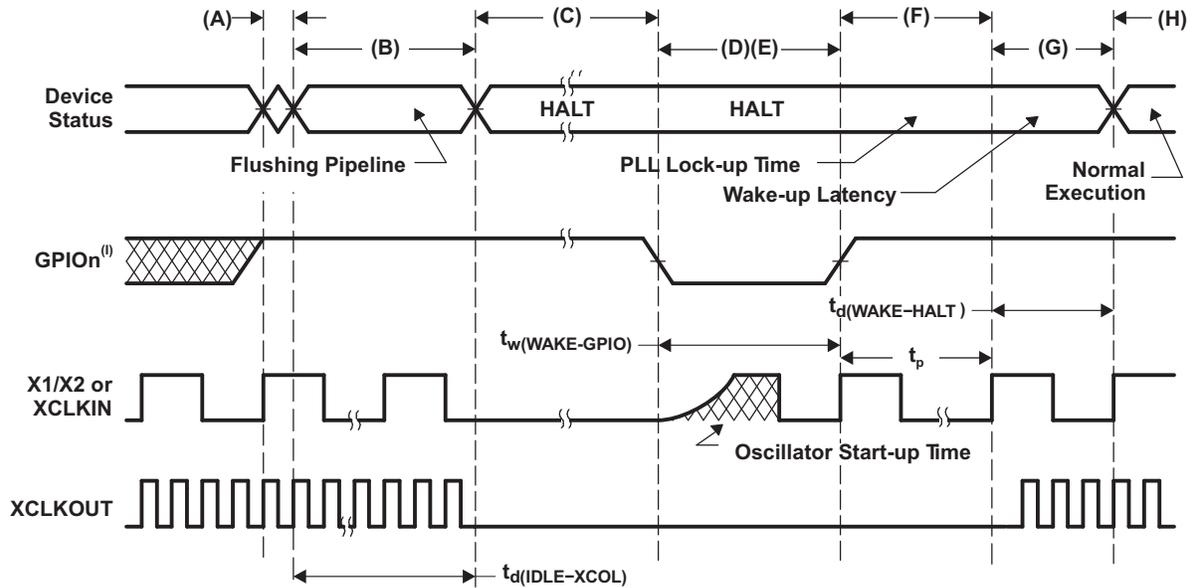 (A)
(B)
(C)
(D)(E)
(F)
(G)
(H)
Device
Status
HALT
HALT
Flushing Pipeline
PLL Lock-up Time
Wake-up Latency
Normal
Execution
GPIOn(I)
td(WAKE−HALT)
tw(WAKE-GPIO)
tp
X1/X2 or
XCLKIN
Oscillator Start-up Time
XCLKOUT
td(IDLE−XCOL)